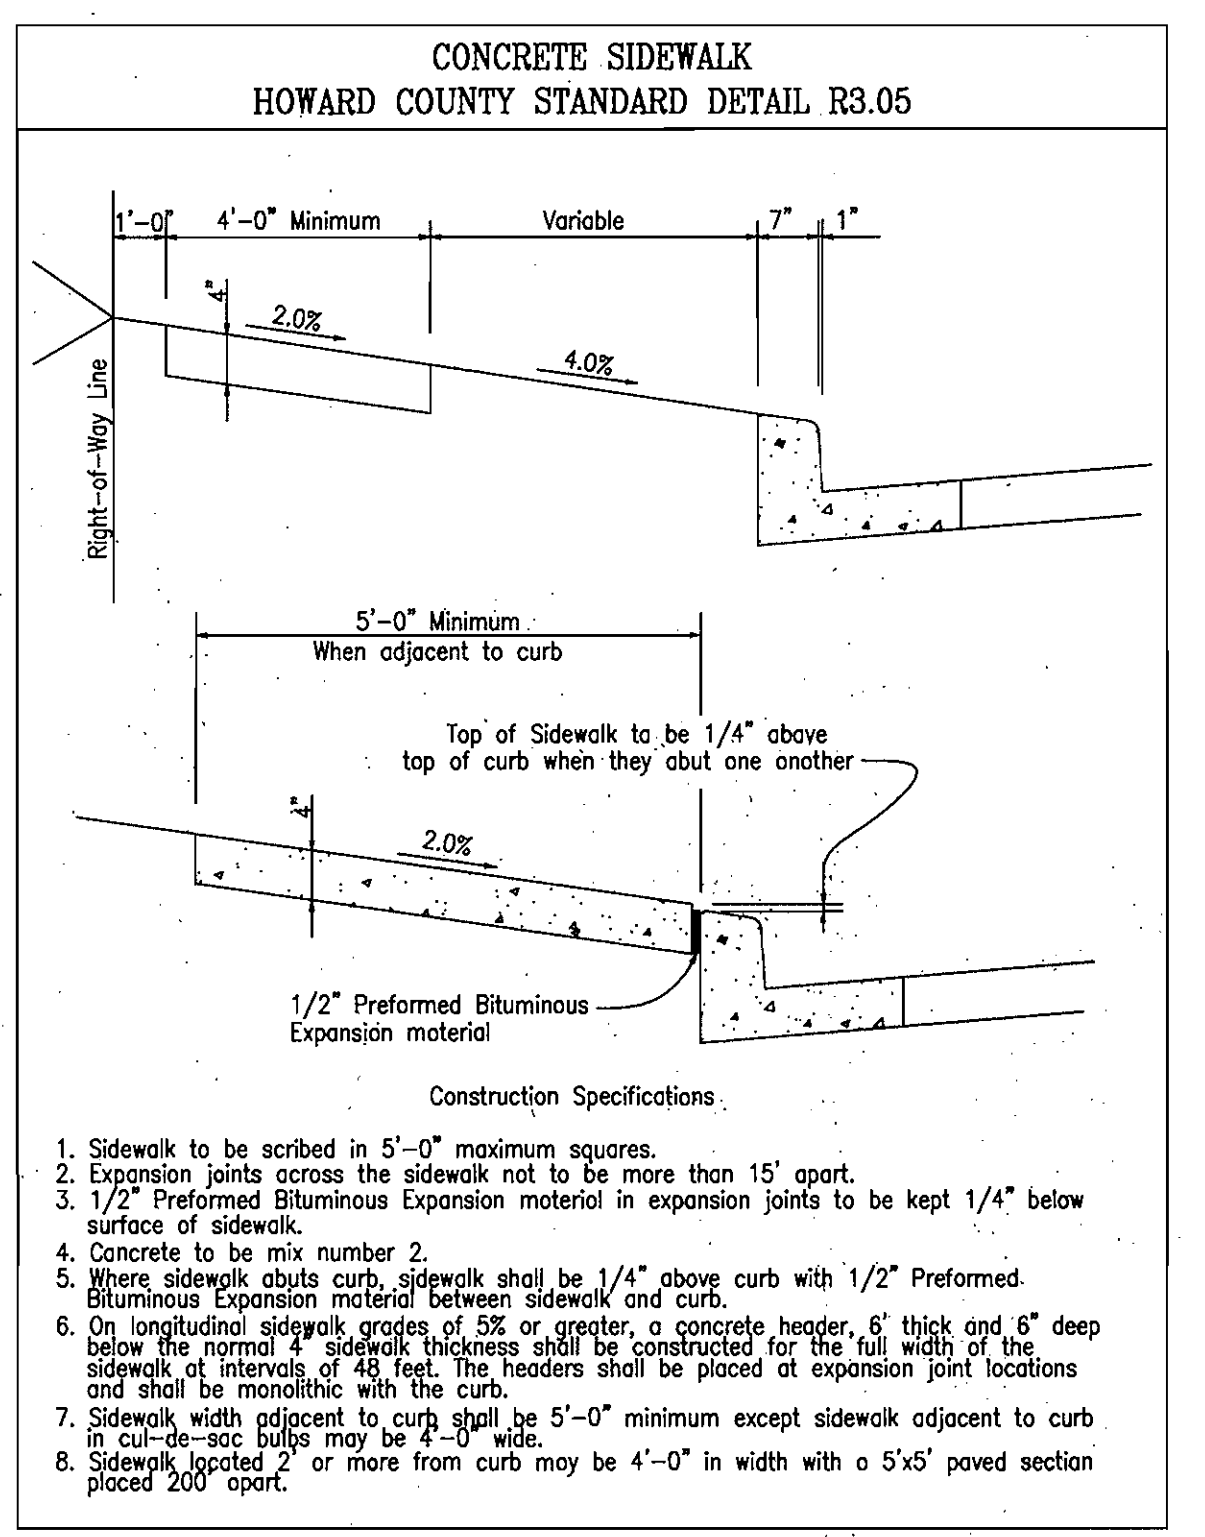 CONCRETE SIDEWALK
HOWARD COUNTY STANDARD DETAIL R3.05
1'-0" 4'-0" Minimum Variable 7" 1"
4"
2.0%
4.0%
Right-of-Way Line
5'-0" Minimum
When adjacent to curb
Top of Sidewalk to be 1/4" above
top of curb when they abut one another
4"
2.0%
1/2" Preformed Bituminous
Expansion material
Construction Specifications
1. Sidewalk to be scribed in 5'-0" maximum squares.
2. Expansion joints across the sidewalk not to be more than 15' apart.
3. 1/2" Preformed Bituminous Expansion material in expansion joints to be kept 1/4" below
surface of sidewalk.
4. Concrete to be mix number 2.
5. Where sidewalk abuts curb, sidewalk shall be 1/4" above curb with 1/2" Preformed
Bituminous Expansion material between sidewalk and curb.
6. On longitudinal sidewalk grades of 5% or greater, a concrete header, 6' thick and 6" deep
below the normal 4" sidewalk thickness shall be constructed for the full width of the
sidewalk at intervals of 48 feet. The headers shall be placed at expansion joint locations
and shall be monolithic with the curb.
7. Sidewalk width adjacent to curb shall be 5'-0" minimum except sidewalk adjacent to curb
in cul-de-sac bulbs may be 4'-0" wide.
8. Sidewalk located 2' or more from curb may be 4'-0" in width with a 5'x5' paved section
placed 200' apart.